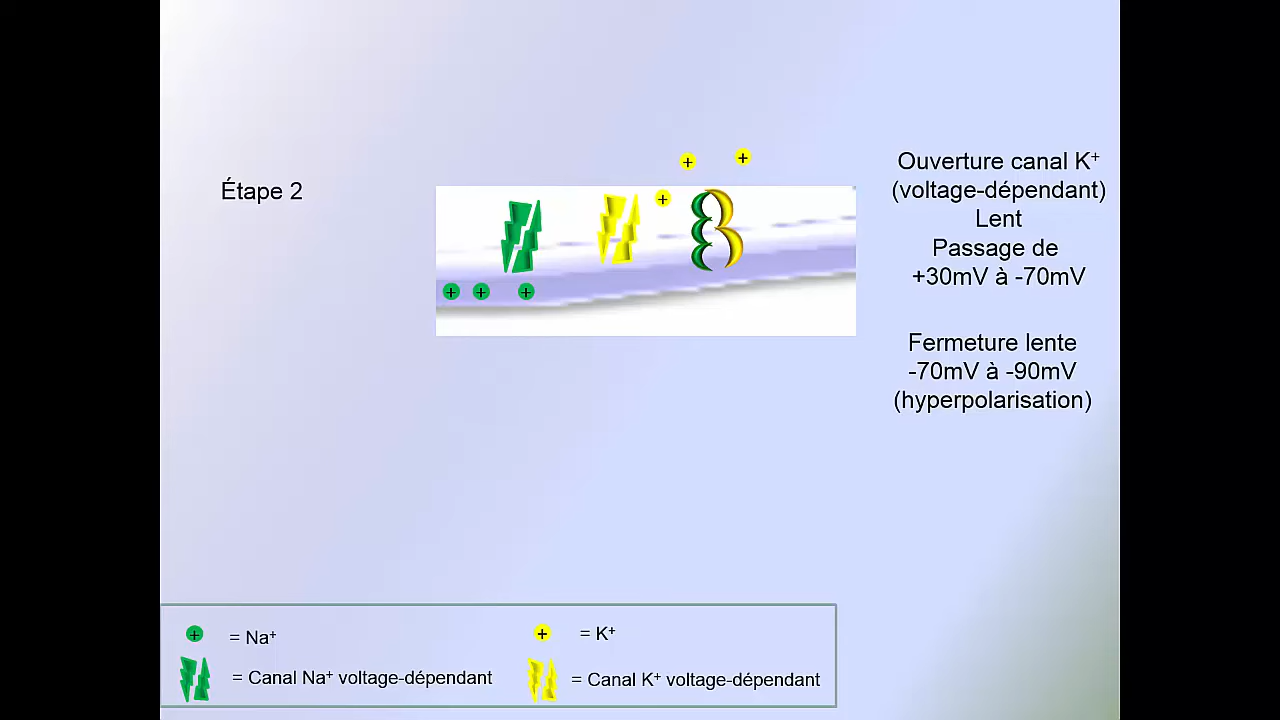 Étape 2
Ouverture canal K⁺
(voltage-dépendant)
Lent
Passage de
+30mV à -70mV
Fermeture lente
-70mV à -90mV
(hyperpolarisation)
+ +
+
+ + +
+ = Na⁺
+ = K⁺
= Canal Na⁺ voltage-dépendant
= Canal K⁺ voltage-dépendant